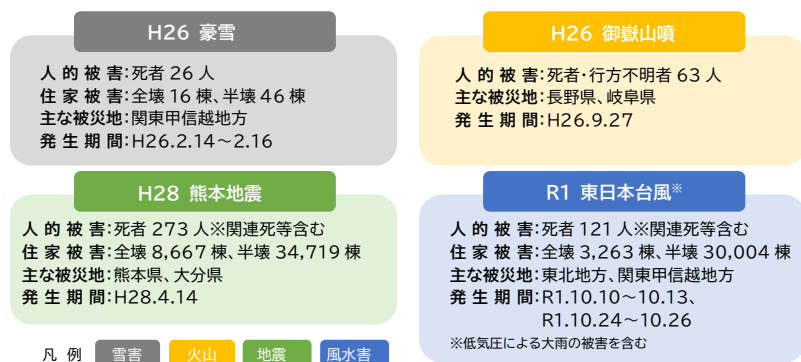 H26 豪雪
人的被害:死者 26 人
住家被害:全壊 16 棟、半壊 46 棟
主な被災地:関東甲信越地方
発生期間:H26.2.14～2.16
H26 御嶽山噴
人的被害:死者・行方不明者 63 人
主な被災地:長野県、岐阜県
発生期間:H26.9.27
H28 熊本地震
人的被害:死者 273 人※関連死等含む
住家被害:全壊 8,667 棟、半壊 34,719 棟
主な被災地:熊本県、大分県
発生期間:H28.4.14
R1 東日本台風※
人的被害:死者 121 人※関連死等含む
住家被害:全壊 3,263 棟、半壊 30,004 棟
主な被災地:東北地方、関東甲信越地方
発生期間:R1.10.10～10.13、
R1.10.24～10.26
※低気圧による大雨の被害を含む
凡例 雪害 火山 地震 風水害